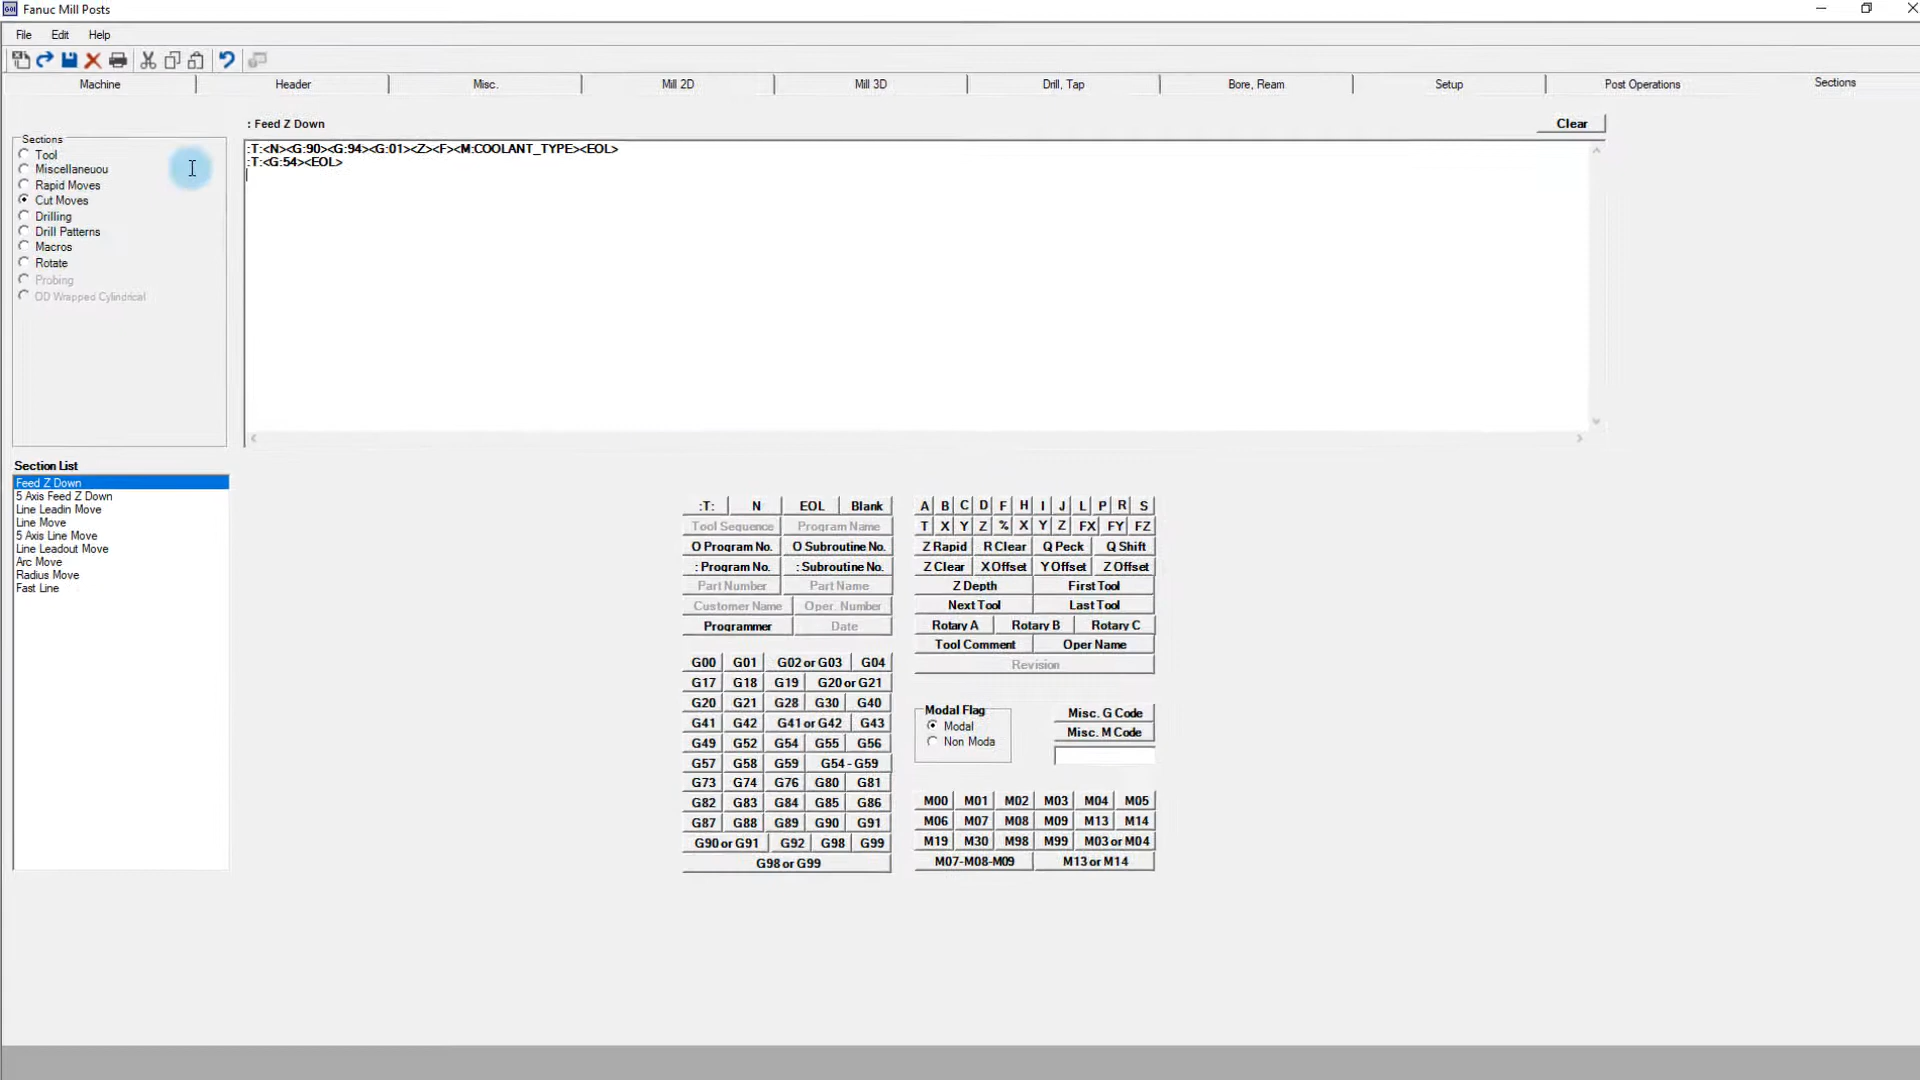 Fanuc Mill Posts
File Edit Help
Machine Header Misc. Mill 2D Mill 3D Drill, Tap Bore, Ream Setup Post Operations Sections
: Feed Z Down Clear
Sections
Tool
Miscellaneuou
Rapid Moves
Cut Moves
Drilling
Drill Patterns
Macros
Rotate
Probing
OD Wrapped Cylindrical
:T:<N><G:90><G:94><G:01><Z><F><M:COOLANT_TYPE><EOL>
:T:<G:54><EOL>
Section List
Feed Z Down
5 Axis Feed Z Down
Line Leadin Move
Line Move
5 Axis Line Move
Line Leadout Move
Arc Move
Radius Move
Fast Line
:T: N EOL Blank
Tool Sequence Program Name
O Program No. O Subroutine No.
: Program No. : Subroutine No.
Part Number Part Name
Customer Name Oper. Number
Programmer Date
G00 G01 G02 or G03 G04
G17 G18 G19 G20 or G21
G20 G21 G28 G30 G40
G41 G42 G41 or G42 G43
G49 G52 G54 G55 G56
G57 G58 G59 G54 - G59
G73 G74 G76 G80 G81
G82 G83 G84 G85 G86
G87 G88 G89 G90 G91
G90 or G91 G92 G98 G99
G98 or G99
A B C D F H I J L P R S
T X Y Z % X Y Z FX FY FZ
Z Rapid R Clear Q Peck Q Shift
Z Clear X Offset Y Offset Z Offset
Z Depth First Tool
Next Tool Last Tool
Rotary A Rotary B Rotary C
Tool Comment Oper Name
Revision
Modal Flag
Modal
Non Moda
Misc. G Code
Misc. M Code
M00 M01 M02 M03 M04 M05
M06 M07 M08 M09 M13 M14
M19 M30 M98 M99 M03 or M04
M07-M08-M09 M13 or M14